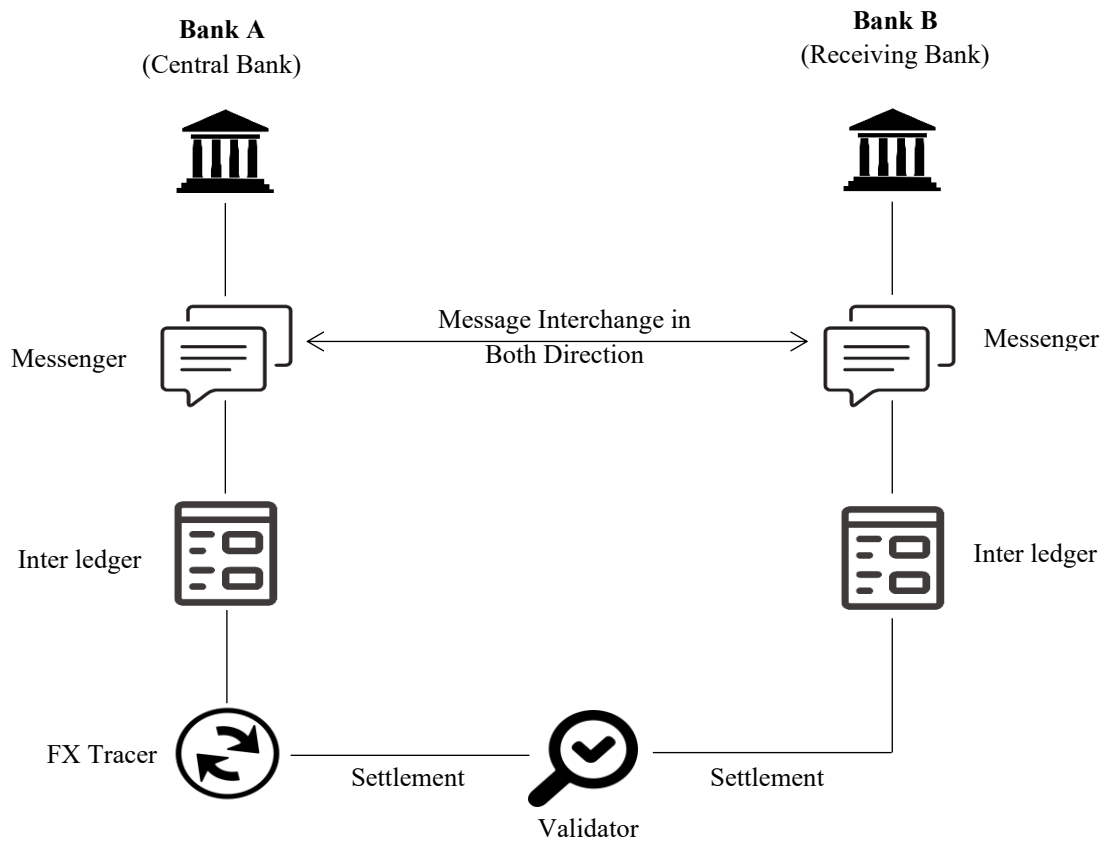 Bank A
(Central Bank)
Bank B
(Receiving Bank)
Messenger
Message Interchange in
Both Direction
Messenger
Inter ledger
Inter ledger
FX Tracer
Settlement
Settlement
Validator